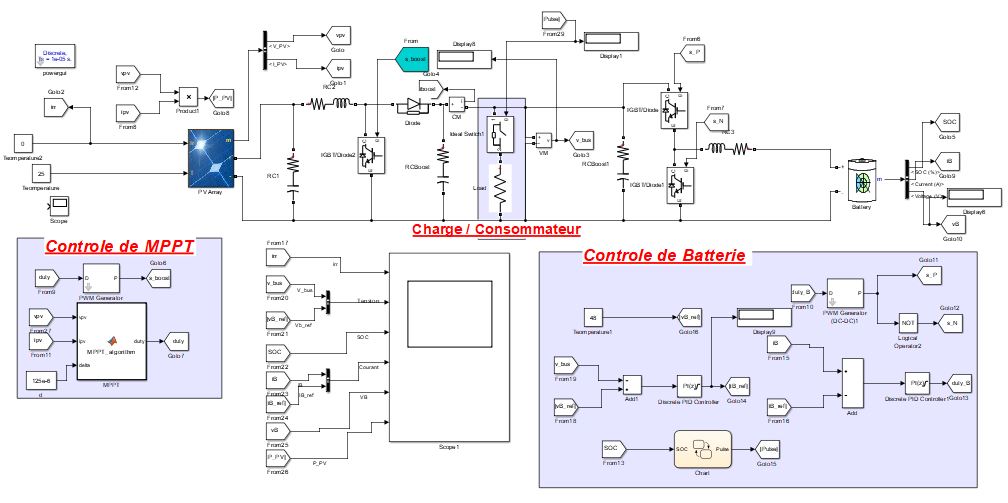 Discrete,
Ts = 1e-05 s.
powergui
vpv
From12
ipv
From8
×
Product1
[P_PV]
Goto8
Goto2
irr
0
Temperature2
25
Temperature
Scope
PV Array
m
< V_PV>
< I_PV>
vpv
Goto
ipv
Goto1
RC2
RC1
From
s_boost
IGBT/Diode2
Diode
Goto4
iboost
CM
RCBoost
Display8
[Pulse]
From29
Display1
Ideal Switch1
Load
VM
v_bus
Goto3
RCBoost1
From6
s_P
IGBT/Diode
From7
s_N
IGBT/Diode1
RC3
Battery
m
< SOC (%)>
< Current (A)>
< Voltage (V)>
SOC
Goto5
iB
Goto9
Display6
vB
Goto10
Charge / Consommateur
Controle de MPPT
duty
From9
D
P
PWM Generator
Goto6
s_boost
vpv
From27
ipv
From11
125e-6
d
vpv
ipv
delta
MPPT_algorithm
duty
MPPT
duty
Goto7
From17
irr
irr
v_bus
From20
V_bus
[vB_ref]
From21
Vb_ref
Tension
SOC
From22
SOC
iB
From23
IB
[iB_ref]
From24
IB_ref
Courant
vB
From25
VB
[P_PV]
From26
P_PV
Scope1
Controle de Batterie
48
Temperature1
[vB_ref]
Goto16
Display9
duty_B
From10
D
P
PWM Generator
(DC-DC)1
Goto11
s_P
NOT
Logical
Operator2
Goto12
s_N
v_bus
From19
[vB_ref]
From18
Add1
PI(z)
Discrete PID Controller
[iB_ref]
Goto14
iB
From15
[iB_ref]
From16
Add
PI(z)
Discrete PID Controller1
duty_B
Goto13
SOC
From13
SOC
Pulse
Chart
[Pulse]
Goto15